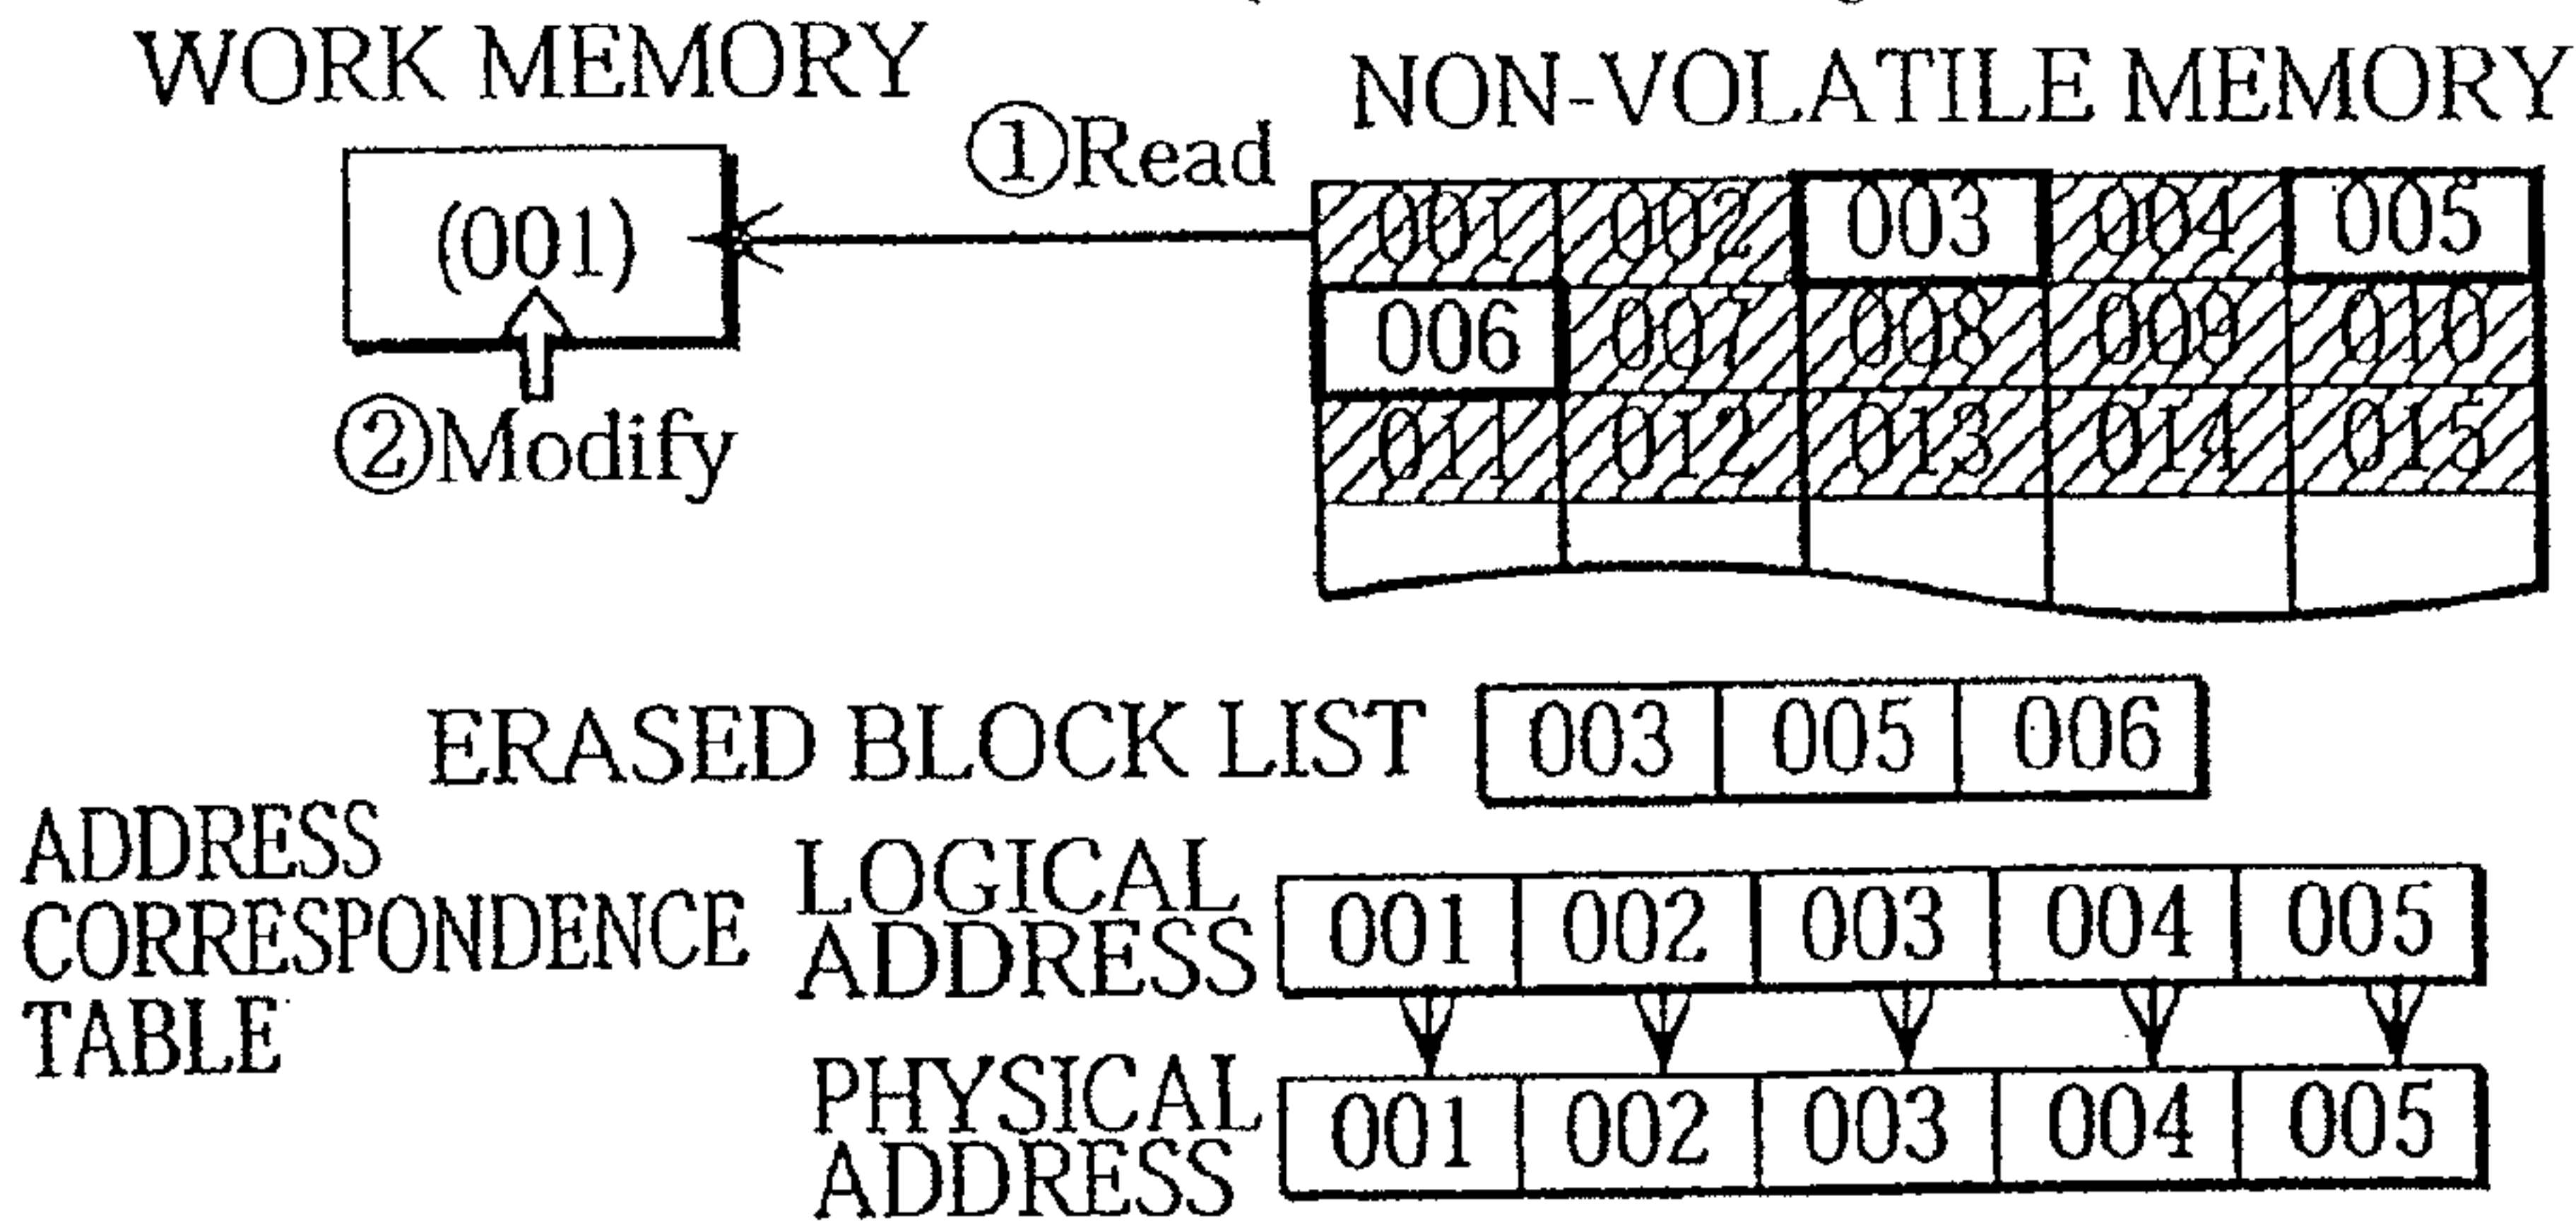 WORK MEMORY
NON-VOLATILE MEMORY
①Read
(001)
②Modify
001 002 003 004 005
006 007 008 009 010
011 012 013 014 015
ERASED BLOCK LIST 003 005 006
ADDRESS
CORRESPONDENCE
TABLE
LOGICAL
ADDRESS
001 002 003 004 005
PHYSICAL
ADDRESS
001 002 003 004 005